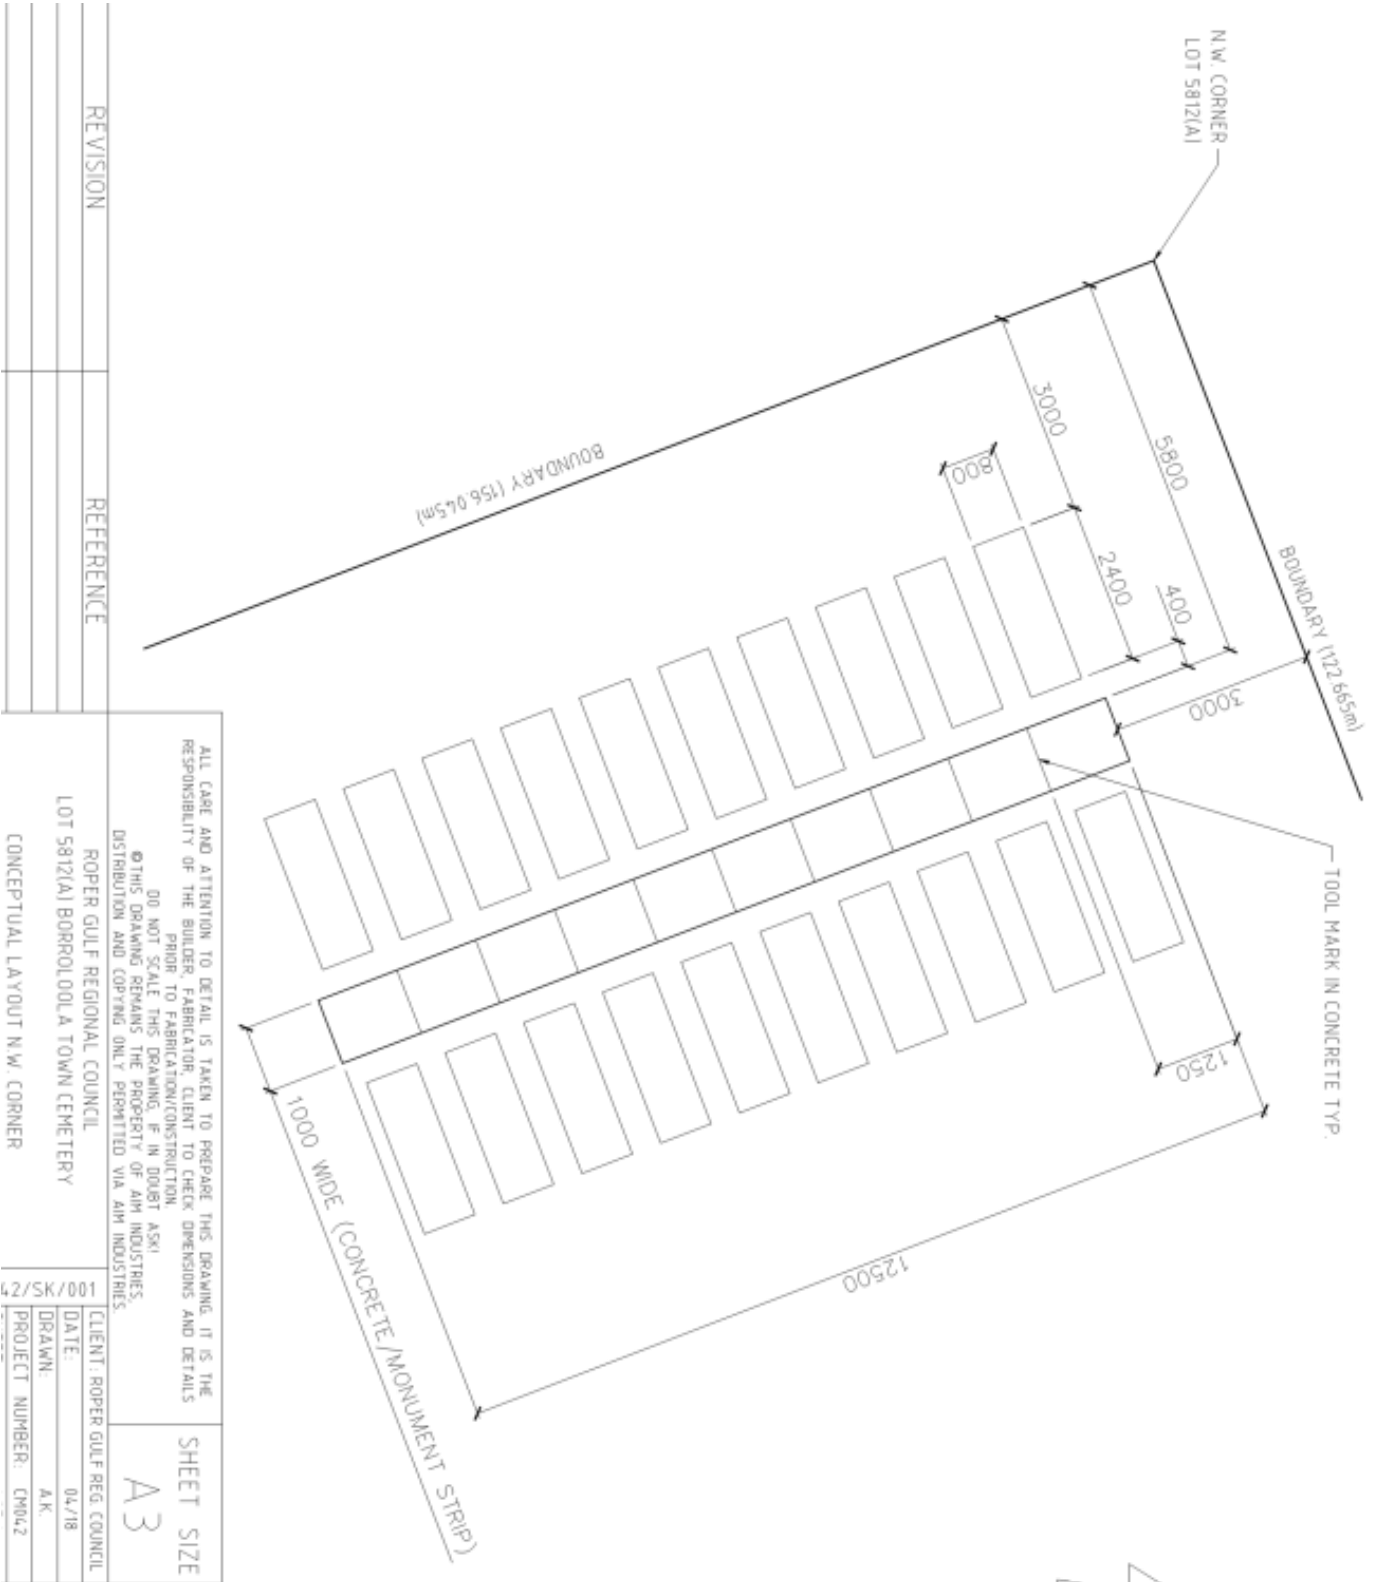 N.W. CORNER
LOT 5812(A)
BOUNDARY (156.045m)
BOUNDARY (122.665m)
3000
5800
800
2400
400
3000
TOOL MARK IN CONCRETE TYP.
1250
12500
1000 WIDE (CONCRETE/MONUMENT STRIP)
REVISION
REFERENCE
ALL CARE AND ATTENTION TO DETAIL IS TAKEN TO PREPARE THIS DRAWING. IT IS THE
RESPONSIBILITY OF THE BUILDER, FABRICATOR, CLIENT TO CHECK DIMENSIONS AND DETAILS
PRIOR TO FABRICATION/CONSTRUCTION.
DO NOT SCALE THIS DRAWING, IF IN DOUBT ASK!
©THIS DRAWING REMAINS THE PROPERTY OF AIM INDUSTRIES,
DISTRIBUTION AND COPYING ONLY PERMITTED VIA AIM INDUSTRIES.
SHEET SIZE
A3
ROPER GULF REGIONAL COUNCIL
LOT 5812(A) BORROLOOLA TOWN CEMETERY
CONCEPTUAL LAYOUT N.W. CORNER
42/SK/001
CLIENT: ROPER GULF REG. COUNCIL
DATE: 04/18
DRAWN: A.K.
PROJECT NUMBER: CM042